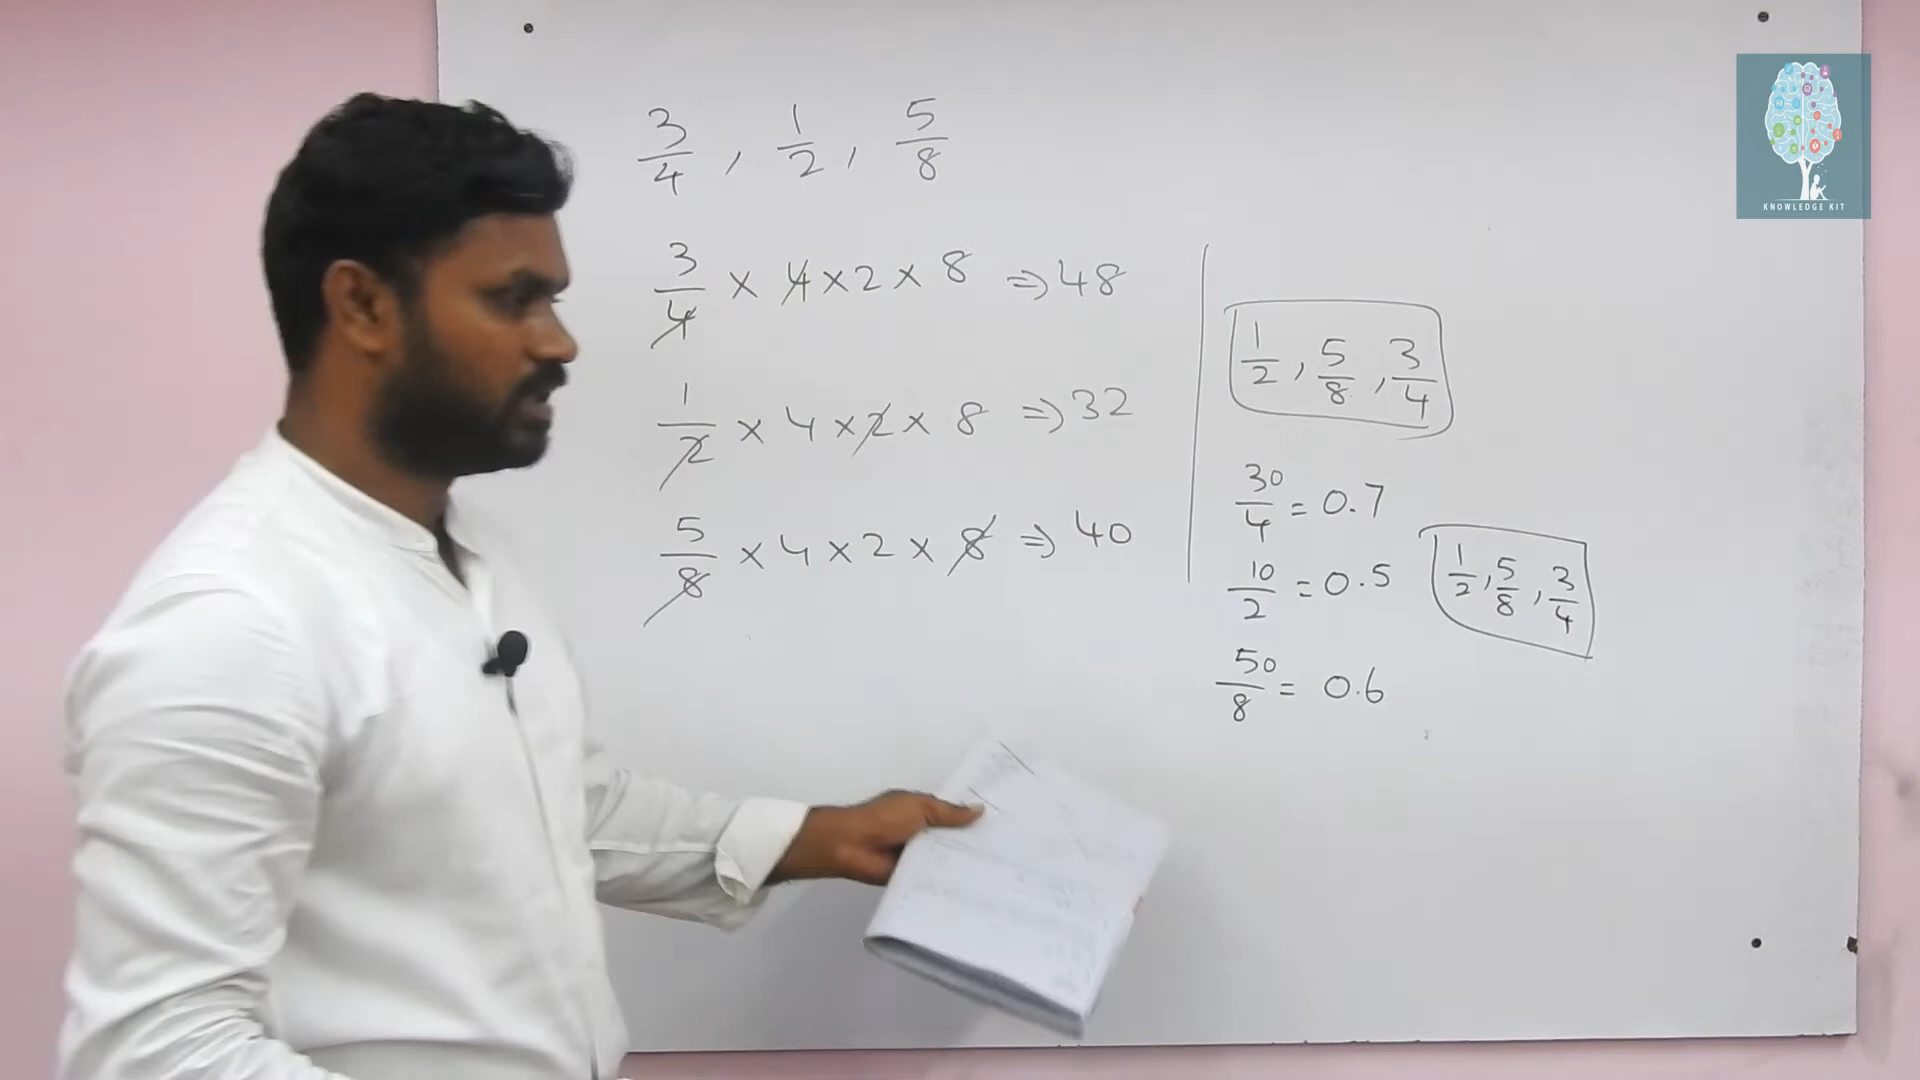 3/4 , 1/2 , 5/8
3/4 × 4 × 2 × 8 ⇒ 48
1/2 × 4 × 2 × 8 ⇒ 32
5/8 × 4 × 2 × 8 ⇒ 40
1/2 , 5/8 , 3/4
30/4 = 0.7
10/2 = 0.5
50/8 = 0.6
1/2 , 5/8 , 3/4
KNOWLEDGE KIT